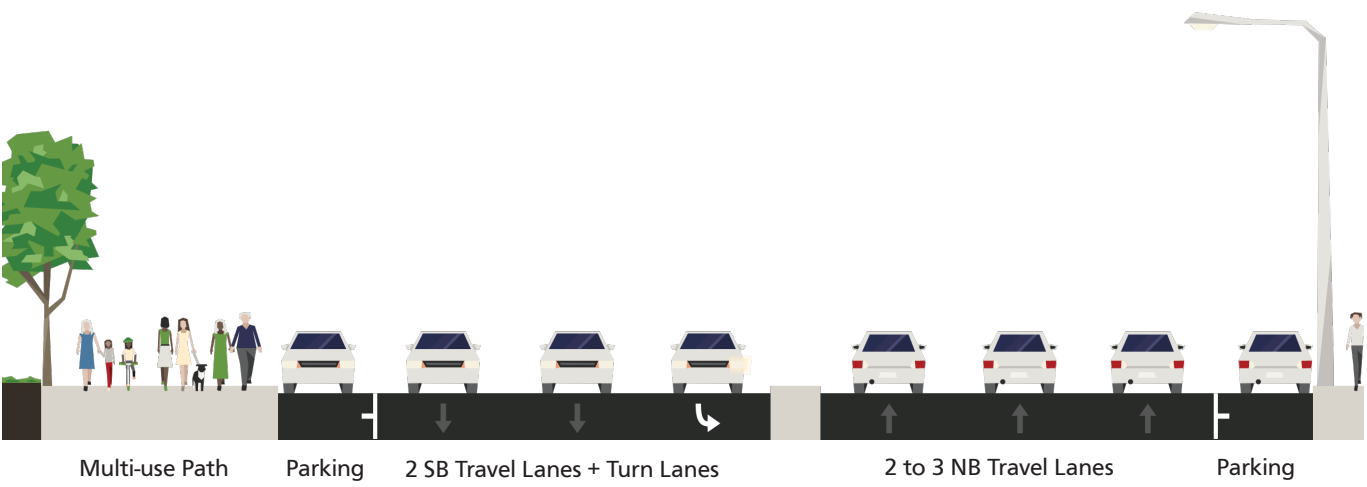 Multi-use Path
Parking
2 SB Travel Lanes + Turn Lanes
2 to 3 NB Travel Lanes
Parking